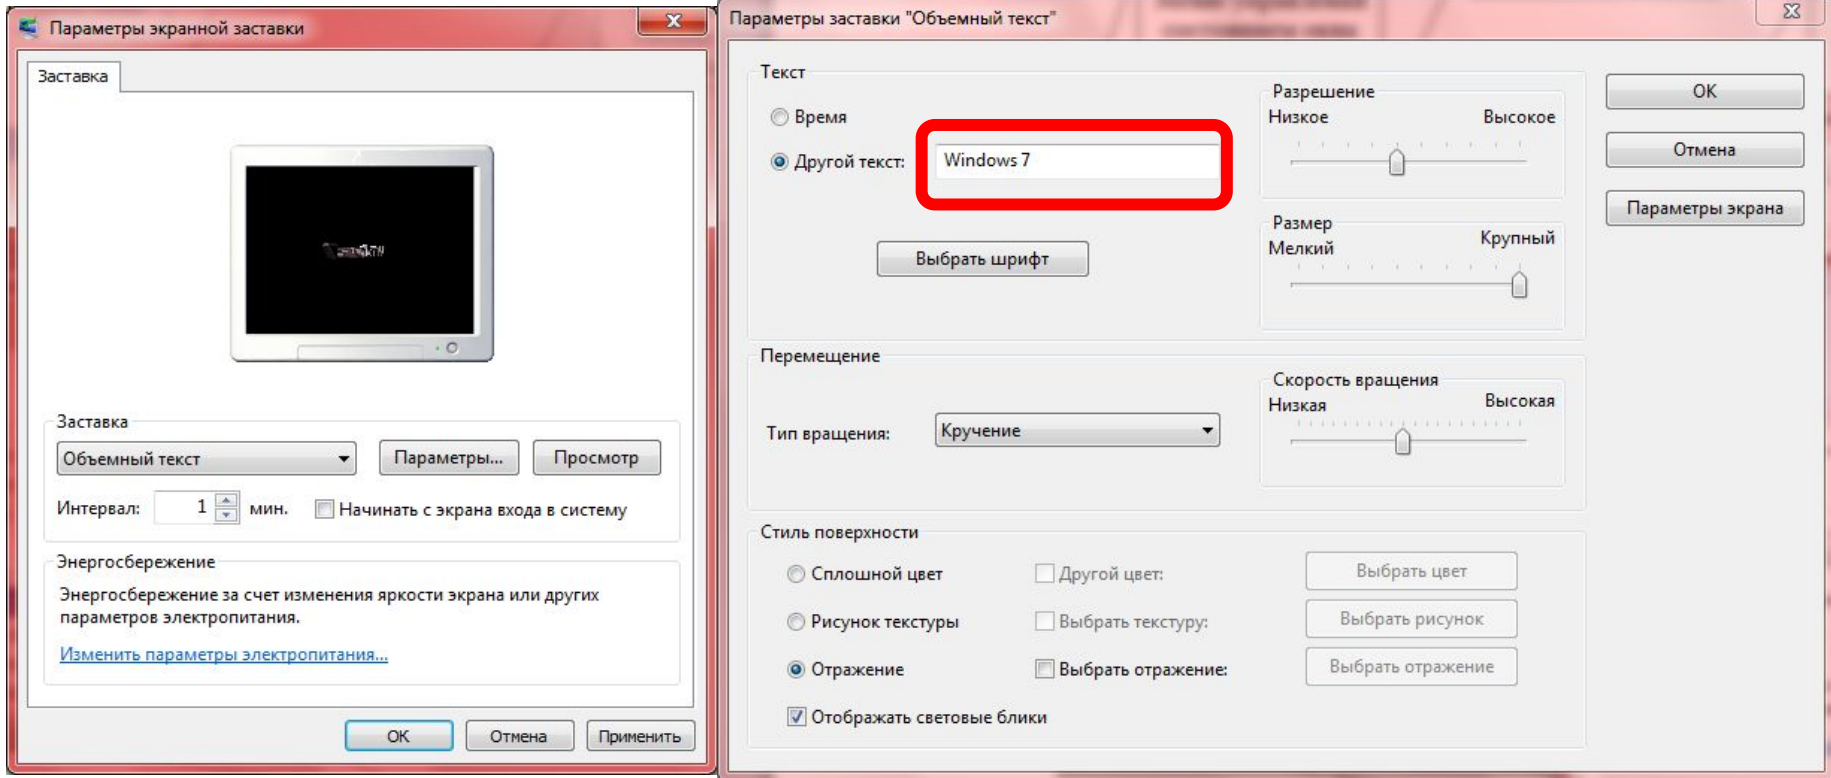 Параметры экранной заставки
Заставка
Заставка
Объемный текст
Параметры...
Просмотр
Интервал:
1
мин.
Начинать с экрана входа в систему
Энергосбережение
Энергосбережение за счет изменения яркости экрана или других
параметров электропитания.
Изменить параметры электропитания...
ОК
Отмена
Применить
Параметры заставки "Объемный текст"
Текст
Время
Другой текст:
Windows 7
Выбрать шрифт
Разрешение
Низкое
Высокое
Размер
Мелкий
Крупный
ОК
Отмена
Параметры экрана
Перемещение
Тип вращения:
Кручение
Скорость вращения
Низкая
Высокая
Стиль поверхности
Сплошной цвет
Другой цвет:
Выбрать цвет
Рисунок текстуры
Выбрать текстуру:
Выбрать рисунок
Отражение
Выбрать отражение:
Выбрать отражение
Отображать световые блики